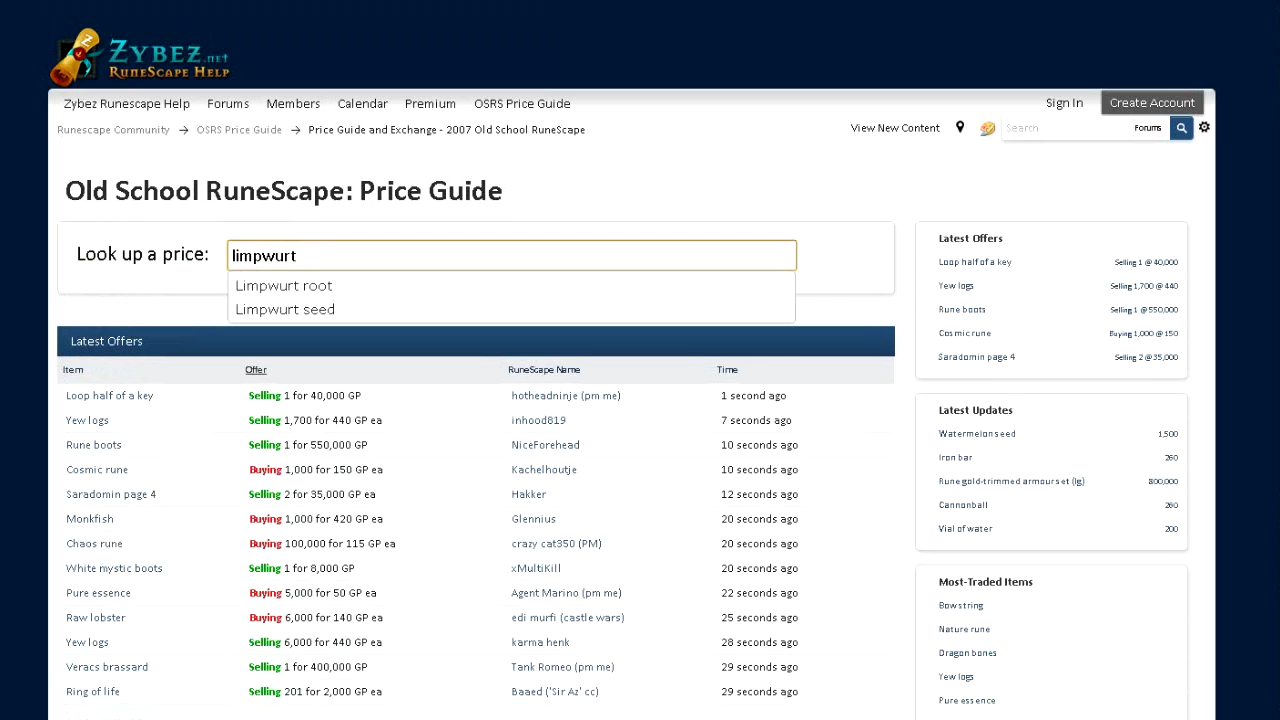 ZYBEZ.NET
RUNESCAPE HELP
Zybez Runescape Help Forums Members Calendar Premium OSRS Price Guide Sign In Create Account
Runescape Community → OSRS Price Guide → Price Guide and Exchange - 2007 Old School RuneScape View New Content Search Forums
Old School RuneScape: Price Guide
Look up a price: limpwurt
Limpwurt root
Limpwurt seed
Latest Offers
Item Offer RuneScape Name Time
Loop half of a key Selling 1 for 40,000 GP hotheadninje (pm me) 1 second ago
Yew logs Selling 1,700 for 440 GP ea inhood819 7 seconds ago
Rune boots Selling 1 for 550,000 GP NiceForehead 10 seconds ago
Cosmic rune Buying 1,000 for 150 GP ea Kachelhoutje 10 seconds ago
Saradomin page 4 Selling 2 for 35,000 GP ea Hakker 12 seconds ago
Monkfish Buying 1,000 for 420 GP ea Glennius 20 seconds ago
Chaos rune Buying 100,000 for 115 GP ea crazy cat350 (PM) 20 seconds ago
White mystic boots Selling 1 for 8,000 GP xMultiKill 20 seconds ago
Pure essence Buying 5,000 for 50 GP ea Agent Marino (pm me) 22 seconds ago
Raw lobster Buying 6,000 for 140 GP ea edi murfi (castle wars) 25 seconds ago
Yew logs Selling 6,000 for 440 GP ea karma henk 28 seconds ago
Veracs brassard Selling 1 for 400,000 GP Tank Romeo (pm me) 29 seconds ago
Ring of life Selling 201 for 2,000 GP ea Baaed ('Sir Az' cc) 29 seconds ago
Latest Offers
Loop half of a key Selling 1 @ 40,000
Yew logs Selling 1,700 @ 440
Rune boots Selling 1 @ 550,000
Cosmic rune Buying 1,000 @ 150
Saradomin page 4 Selling 2 @ 35,000
Latest Updates
Watermelon seed 1,500
Iron bar 260
Rune gold-trimmed armour set (lg) 800,000
Cannonball 260
Vial of water 200
Most-Traded Items
Bow string
Nature rune
Dragon bones
Yew logs
Pure essence